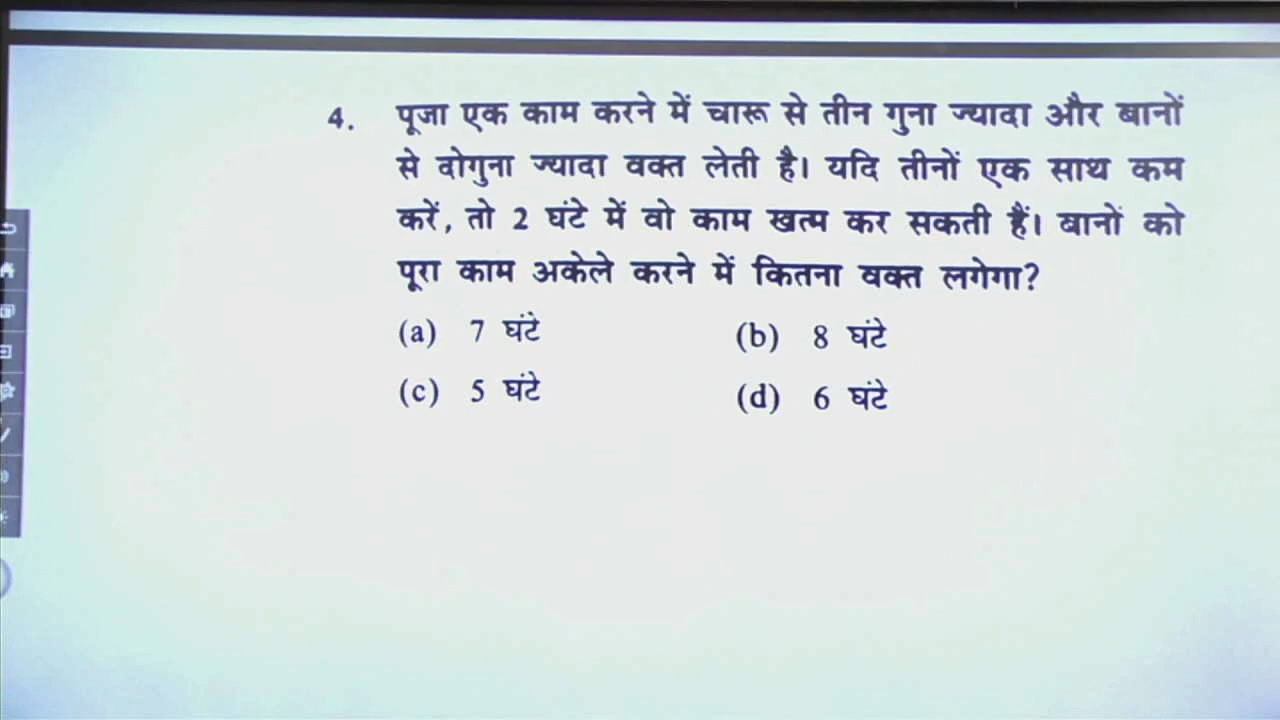 4. पूजा एक काम करने में चारू से तीन गुना ज्यादा और बानों
से दोगुना ज्यादा वक्त लेती है। यदि तीनों एक साथ कम
करें, तो 2 घंटे में वो काम खत्म कर सकती हैं। बानों को
पूरा काम अकेले करने में कितना वक्त लगेगा?
(a) 7 घंटे (b) 8 घंटे
(c) 5 घंटे (d) 6 घंटे